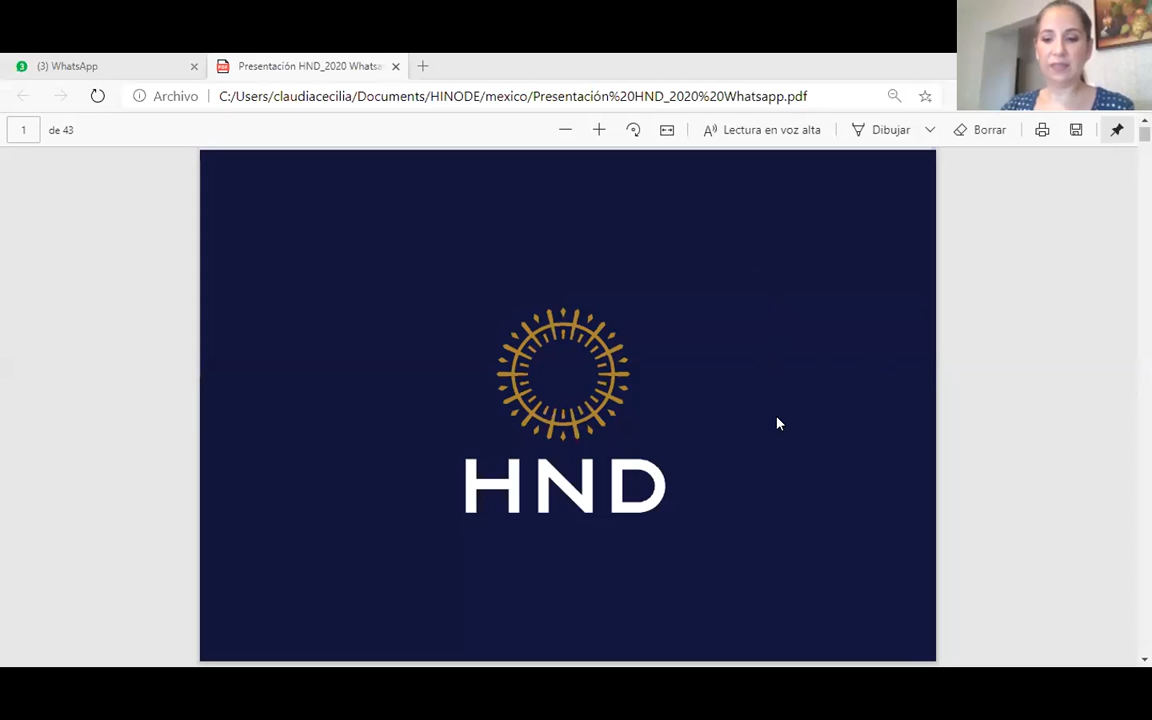 (3) WhatsApp
Presentación HND_2020 Whatsa
Archivo
C:/Users/claudiacecilia/Documents/HINODE/mexico/Presentación%20HND_2020%20Whatsapp.pdf
1 de 43
Lectura en voz alta
Dibujar
Borrar
HND